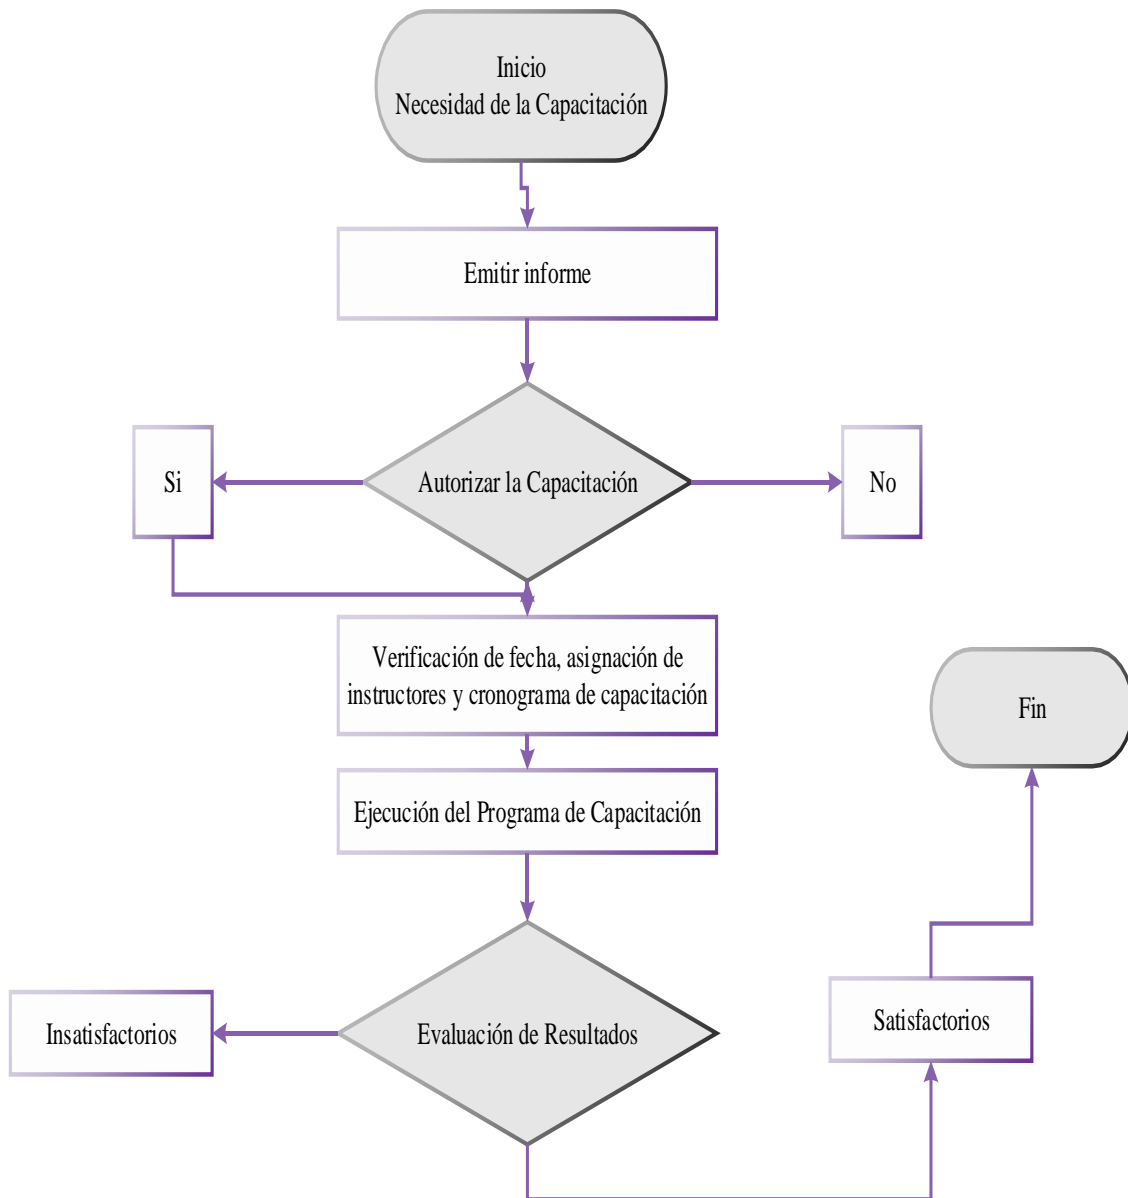 Inicio
Necesidad de la Capacitación
Emitir informe
Si
Autorizar la Capacitación
No
Verificación de fecha, asignación de
instructores y cronograma de capacitación
Fin
Ejecución del Programa de Capacitación
Insatisfactorios
Evaluación de Resultados
Satisfactorios